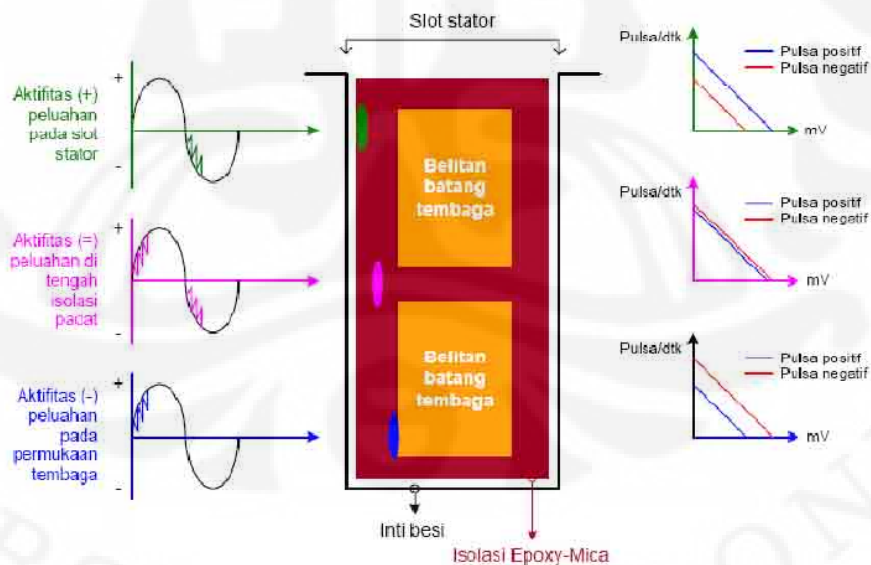 Slot stator
+
Aktifitas (+)
peluahan
pada slot
stator
-
Pulsa/dtk
Pulsa positif
Pulsa negatif
mV
Belitan
batang
tembaga
+
Aktifitas (=)
peluahan di
tengah
isolasi
padat
-
Pulsa/dtk
Pulsa positif
Pulsa negatif
mV
+
Aktifitas (-)
peluahan
pada
permukaan
tembaga
-
Belitan
batang
tembaga
Pulsa/dtk
Pulsa positif
Pulsa negatif
mV
Inti besi
Isolasi Epoxy-Mica